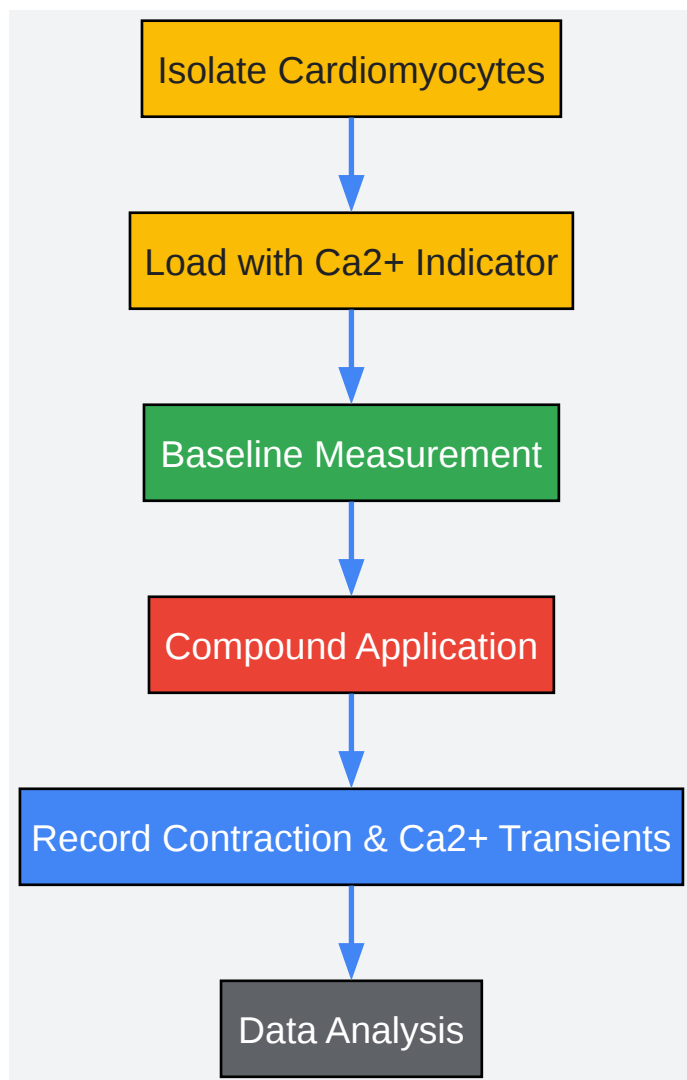 Isolate Cardiomyocytes
Load with Ca2+ Indicator
Baseline Measurement
Compound Application
Record Contraction & Ca2+ Transients
Data Analysis